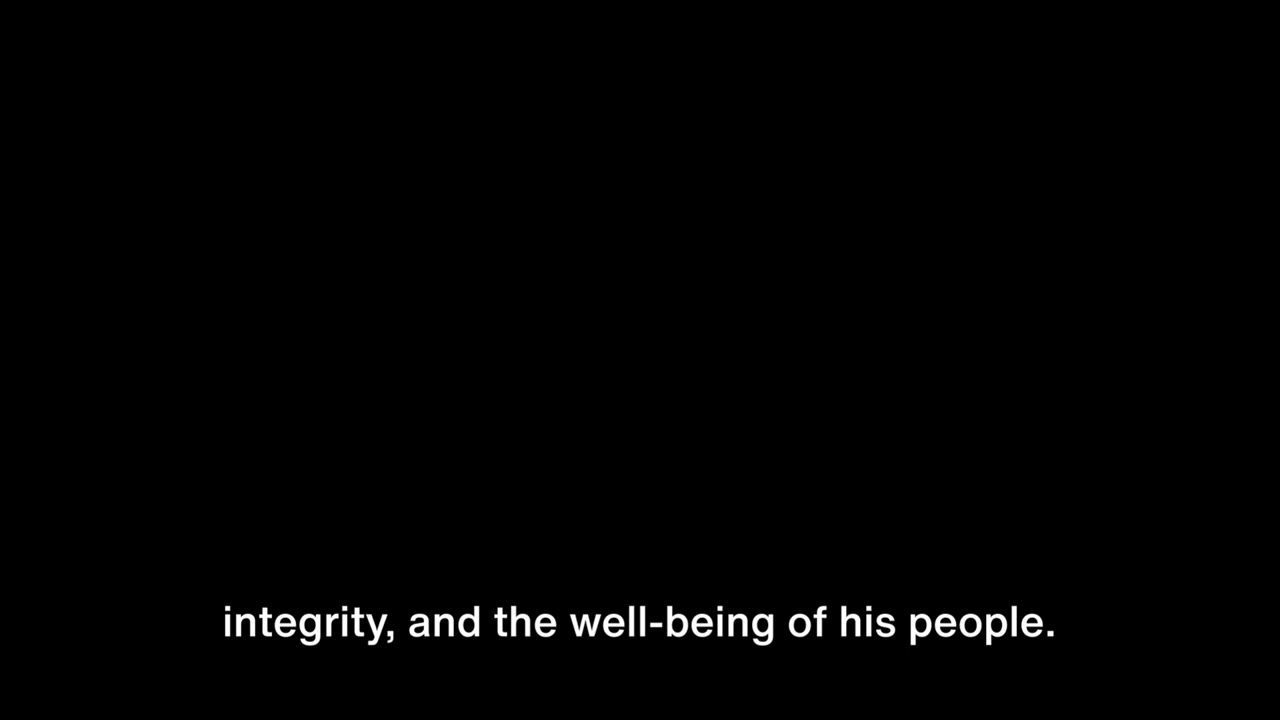 integrity, and the well-being of his people.